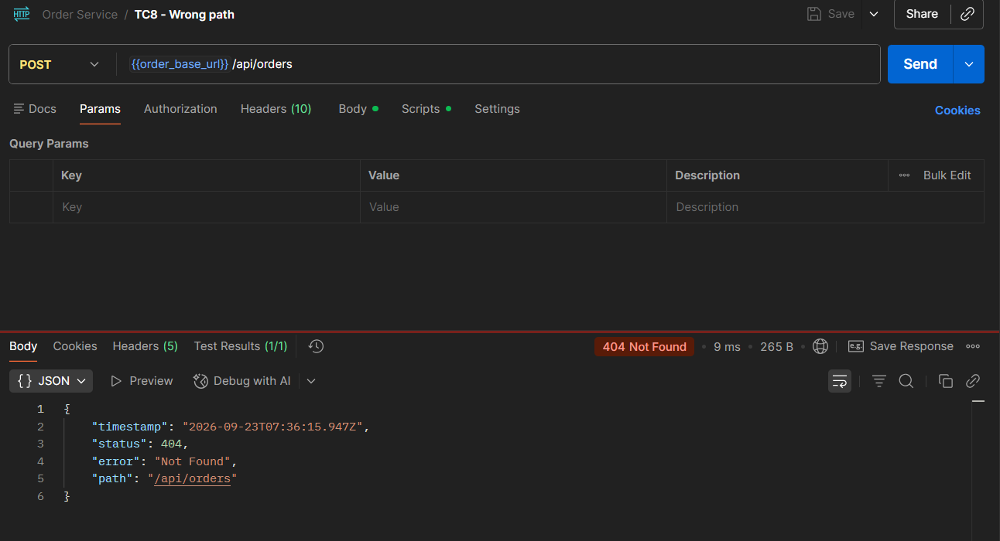 HTTP Order Service / TC8 - Wrong path Save Share
POST {{order_base_url}} /api/orders Send
Docs Params Authorization Headers (10) Body Scripts Settings Cookies
Query Params
Key Value Description Bulk Edit
Key Value Description
Body Cookies Headers (5) Test Results (1/1) 404 Not Found 9 ms 265 B e.g. Save Response
{} JSON Preview Debug with AI
1 {
2 "timestamp": "2026-09-23T07:36:15.947Z",
3 "status": 404,
4 "error": "Not Found",
5 "path": "/api/orders"
6 }